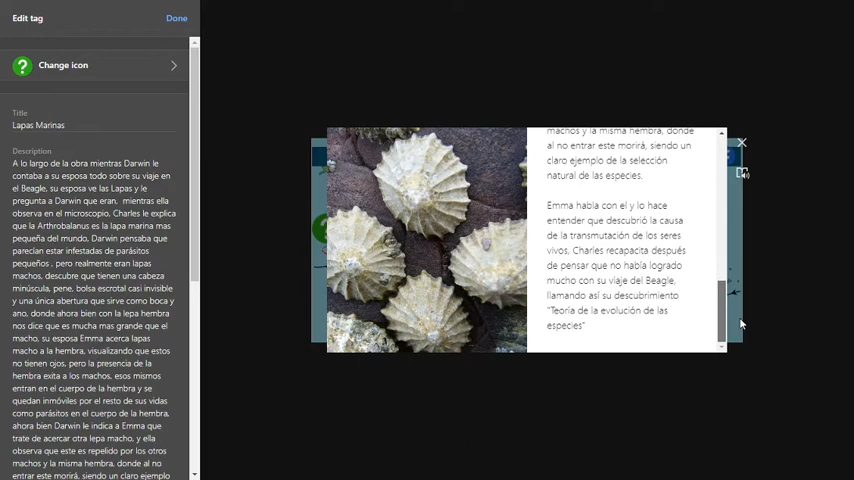 Edit tag
Done
Change icon
Title
Lapas Marinas
Description
A lo largo de la obra mientras Darwin le
contaba a su esposa todo sobre su viaje en
el Beagle, su esposa ve las Lapas y le
pregunta a Darwin que eran, mientras ella
observa en el microscopio, Charles le explica
que la Arthrobalanus es la lapa marina mas
pequeña del mundo, Darwin pensaba que
parecían estar infestadas de parásitos
pequeños , pero realmente eran lapas
machos, descubre que tienen una cabeza
minúscula, pene, bolsa escrotal casi invisible
y una única abertura que sirve como boca y
ano, donde ahora bien con la lepa hembra
nos dice que es mucha mas grande que el
macho, su esposa Emma acerca lapas
macho a la hembra, visualizando que estos
no tienen ojos, pero la presencia de la
hembra exita a los machos, esos mismos
entran en el cuerpo de la hembra y se
quedan inmóviles por el resto de sus vidas
como parásitos en el cuerpo de la hembra,
ahora bien Darwin le indica a Emma que
trate de acercar otra lepa macho, y ella
observa que este es repelido por los otros
machos y la misma hembra, donde al no
entrar este morirá, siendo un claro ejemplo
machos y la misma hembra, donde
al no entrar este morirá, siendo un
claro ejemplo de la selección
natural de las especies.
Emma habla con el y lo hace
entender que descubrió la causa
de la transmutación de los seres
vivos, Charles recapacita después
de pensar que no había logrado
mucho con su viaje del Beagle,
llamando así su descubrimiento
"Teoría de la evolución de las
especies"